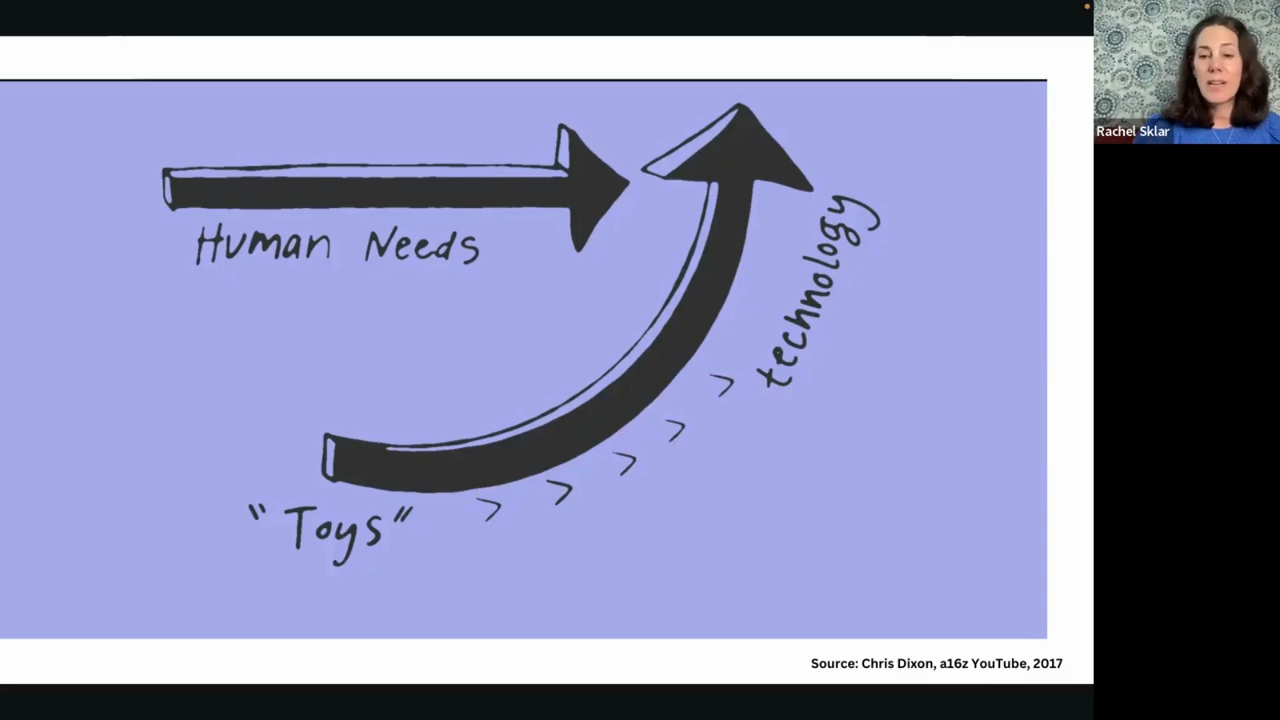 Rachel Sklar
Human Needs
technology
"Toys"
Source: Chris Dixon, a16z YouTube, 2017